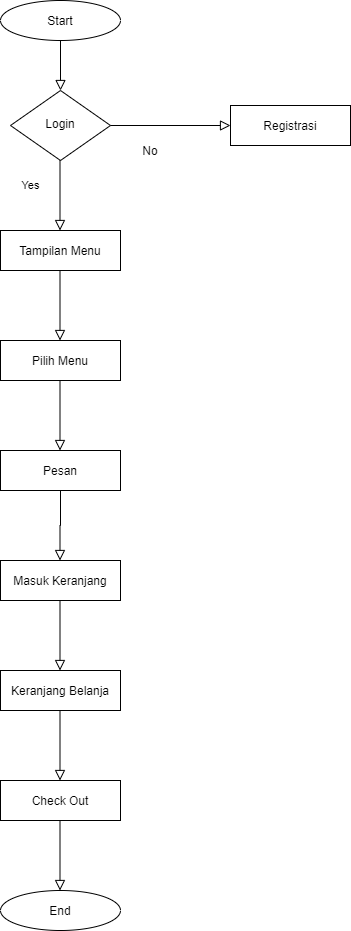 Start
Login
Registrasi
No
Yes
Tampilan Menu
Pilih Menu
Pesan
Masuk Keranjang
Keranjang Belanja
Check Out
End